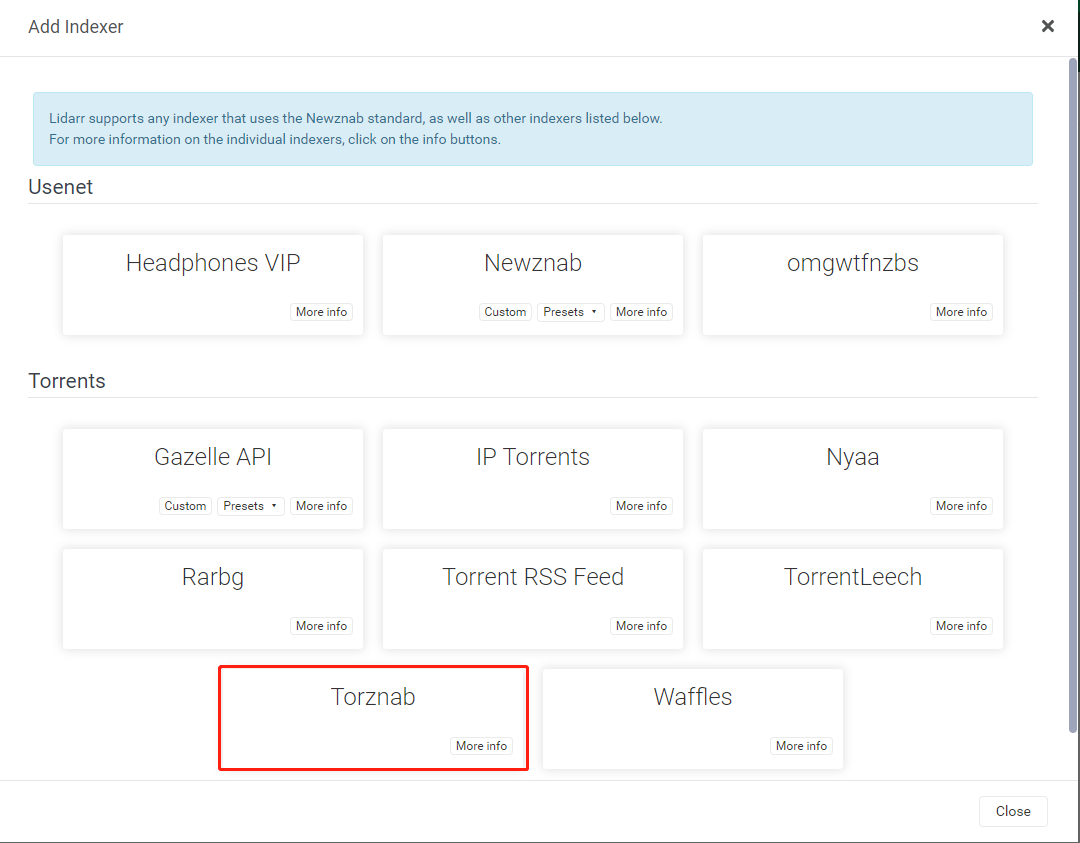 Add Indexer
Lidarr supports any indexer that uses the Newznab standard, as well as other indexers listed below.
For more information on the individual indexers, click on the info buttons.
Usenet
Headphones VIP
More info
Newznab
Custom Presets More info
omgwtfnzbs
More info
Torrents
Gazelle API
Custom Presets More info
IP Torrents
More info
Nyaa
More info
Rarbg
More info
Torrent RSS Feed
More info
TorrentLeech
More info
Torznab
More info
Waffles
More info
Close